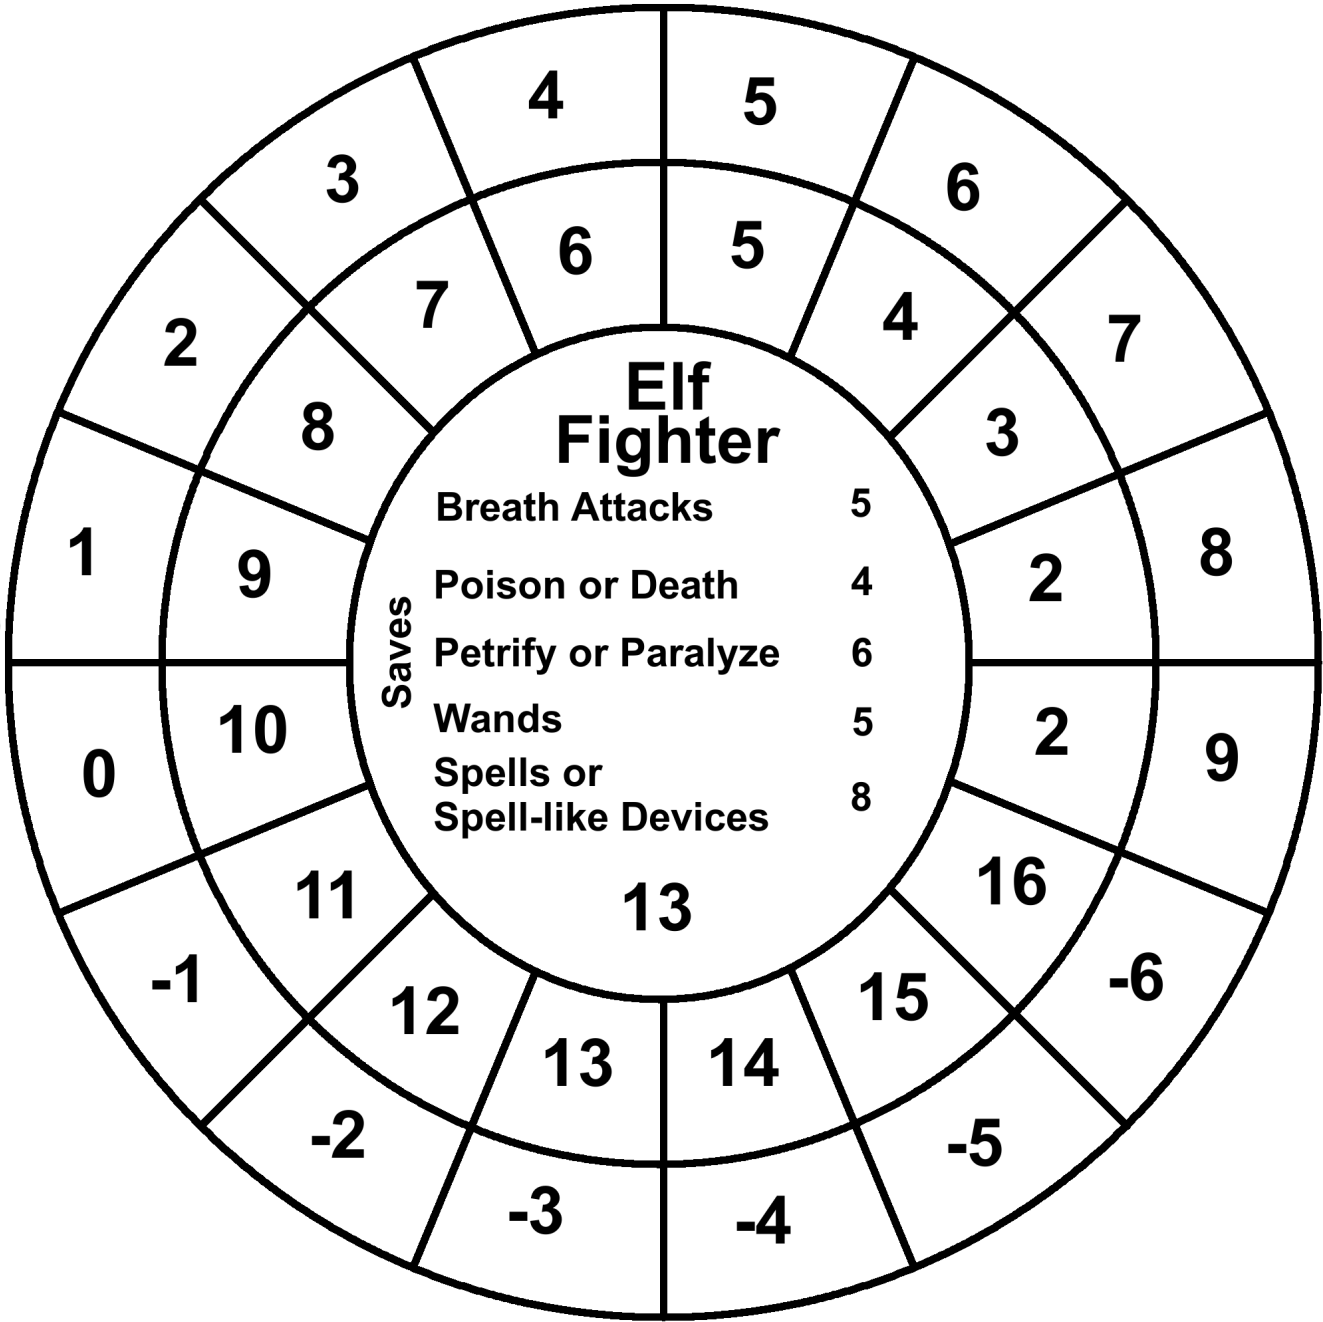 4 5
3 6
2 7
1 8
0 9
-1 -6
-2 -5
-3 -4
6 5
7 4
8 3
9 2
10 2
11 16
12 15
13 14
Elf
Fighter
Saves
Breath Attacks 5
Poison or Death 4
Petrify or Paralyze 6
Wands 5
Spells or
Spell-like Devices 8
13